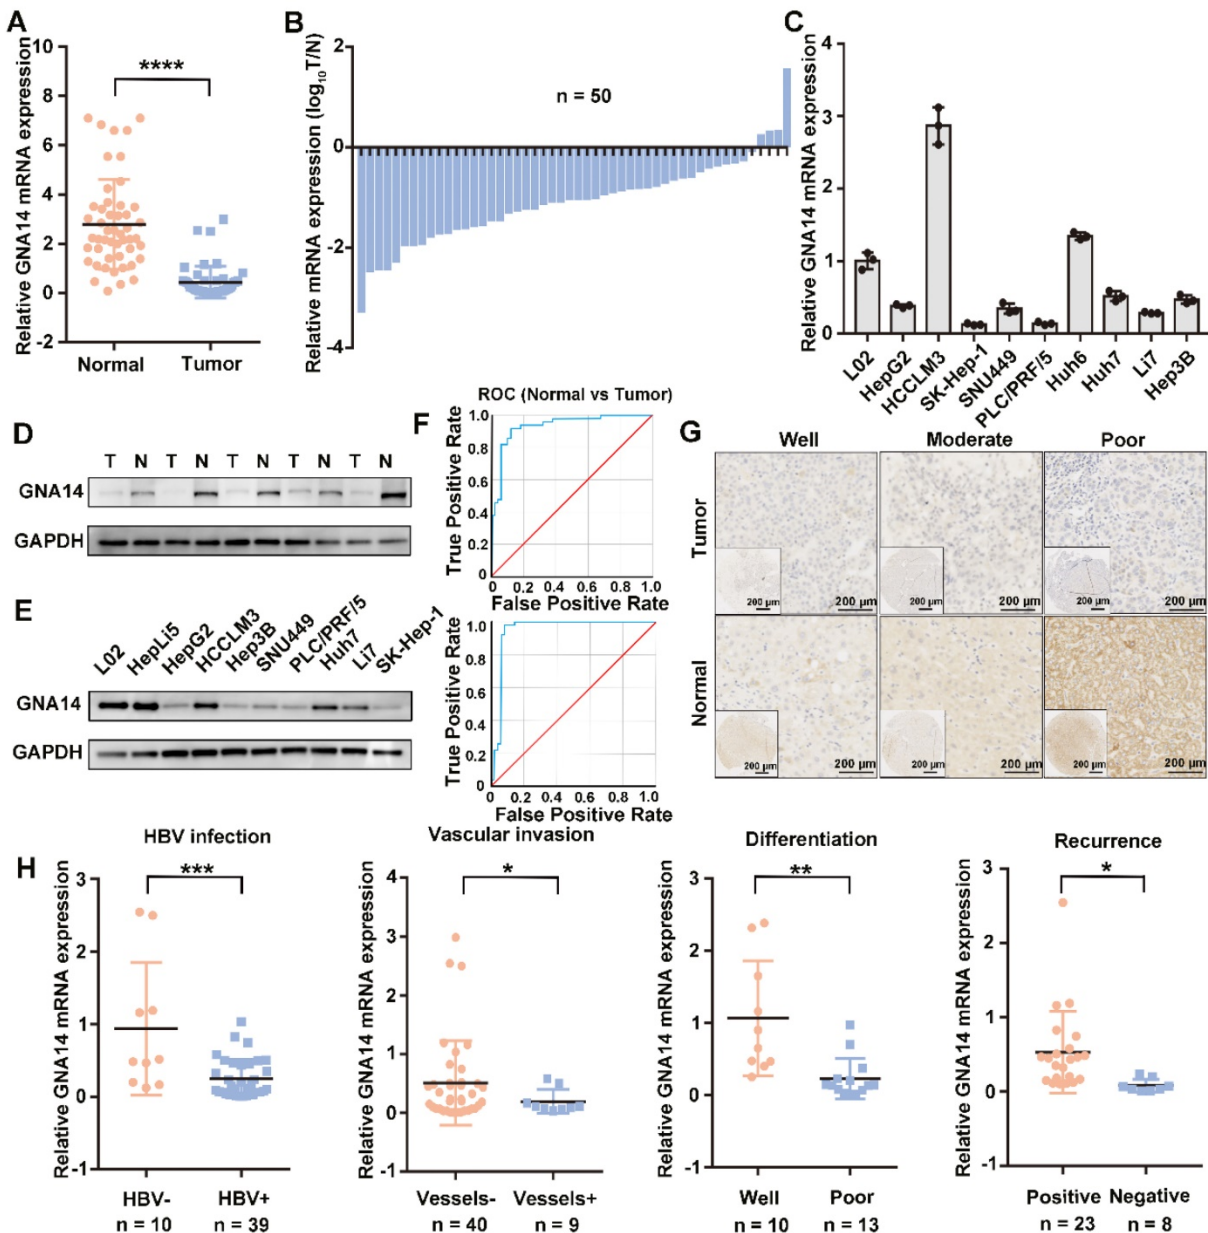 A
Relative GNA14 mRNA expression
10
8
6
4
2
0
-2
****
Normal Tumor
B
Relative mRNA expression (log10T/N)
2
0
-2
-4
n = 50
C
Relative GNA14 mRNA expression
4
3
2
1
0
L02 HepG2 HCCLM3 SK-Hep-1 SNU449 PLC/PRF/5 Huh6 Huh7 Li7 Hep3B
D
T N T N T N T N T N
GNA14
GAPDH
E
L02 HepLi5 HepG2 HCCLM3 Hep3B SNU449 PLC/PRF/5 Huh7 Li7 SK-Hep-1
GNA14
GAPDH
F
ROC (Normal vs Tumor)
True Positive Rate
1.0
0.8
0.6
0.4
0.2
0
0 0.2 0.4 0.6 0.8 1.0
False Positive Rate
True Positive Rate
1.0
0.8
0.6
0.4
0.2
0
0 0.2 0.4 0.6 0.8 1.0
False Positive Rate
G
Well Moderate Poor
Tumor
200 µm 200 µm 200 µm 200 µm 200 µm 200 µm
Normal
200 µm 200 µm 200 µm 200 µm 200 µm 200 µm
H
HBV infection
Relative GNA14 mRNA expression
3
2
1
0
-1
***
HBV- HBV+
n = 10 n = 39
Vascular invasion
Relative GNA14 mRNA expression
4
3
2
1
0
-1
*
Vessels- Vessels+
n = 40 n = 9
Differentiation
Relative GNA14 mRNA expression
3
2
1
0
-1
**
Well Poor
n = 10 n = 13
Recurrence
Relative GNA14 mRNA expression
3
2
1
0
-1
*
Positive Negative
n = 23 n = 8